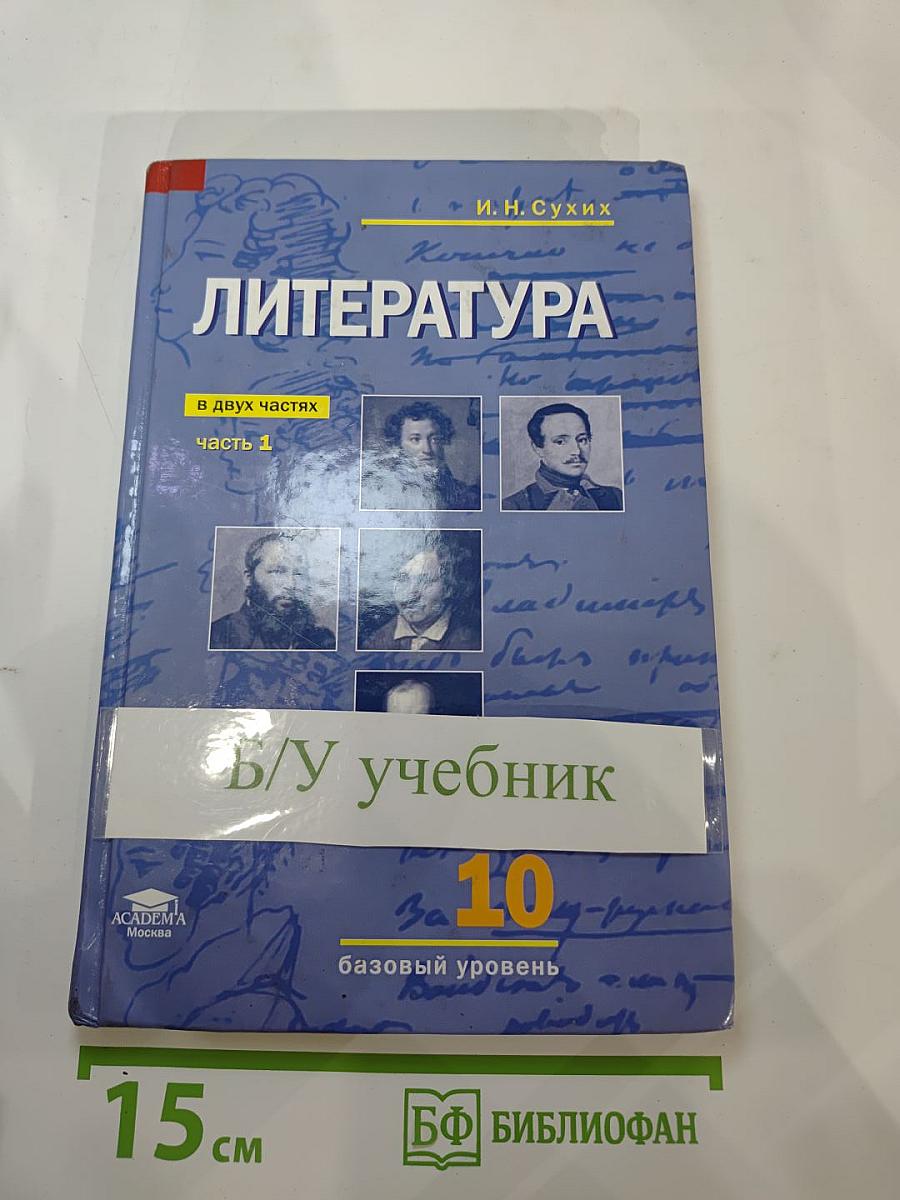 И. Н. Сухих
ЛИТЕРАТУРА
в двух частях
часть 1
Б/У учебник
10
базовый уровень
ACADEMA
Москва
15 см
БФ БИБЛИОФАН